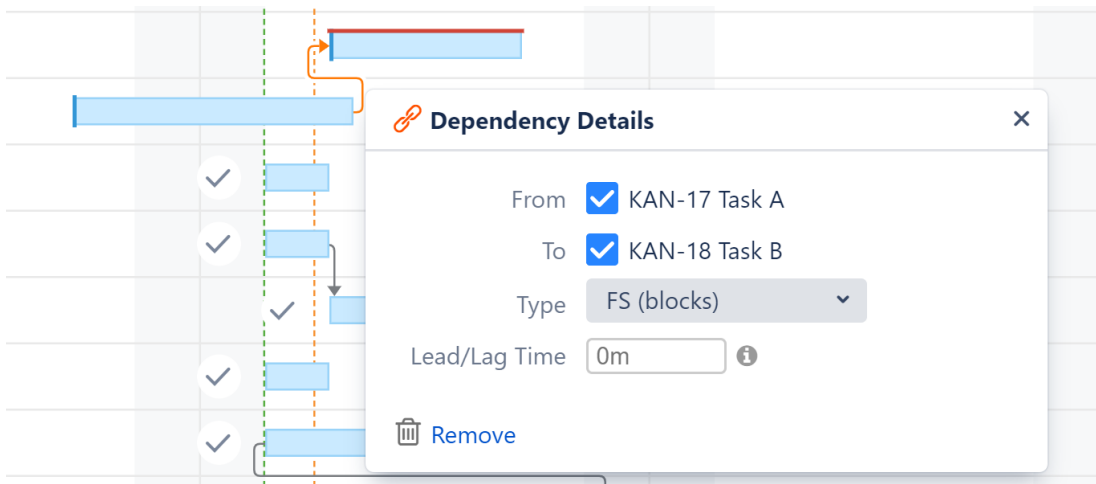 Dependency Details
From KAN-17 Task A
To KAN-18 Task B
Type FS (blocks)
Lead/Lag Time 0m
Remove